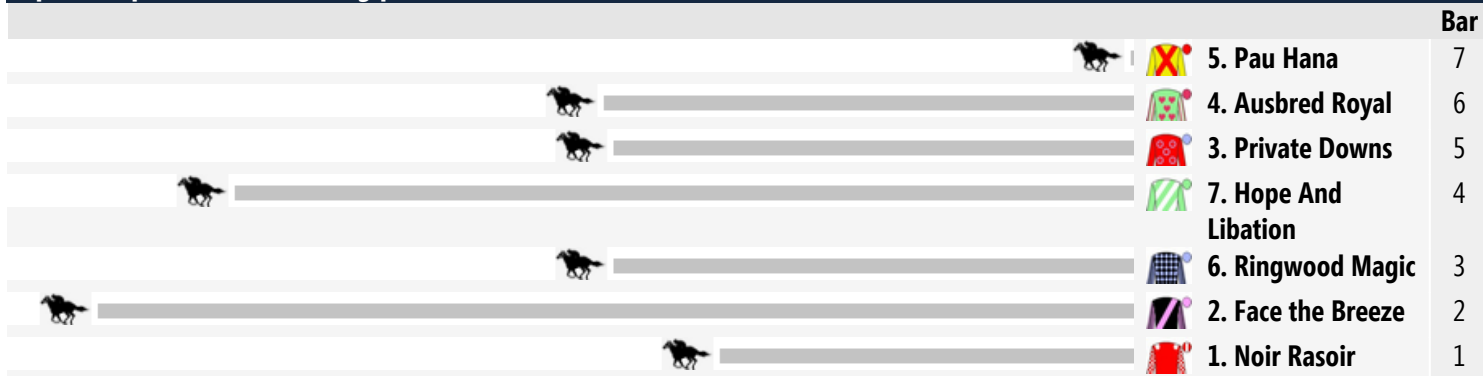 Bar
5. Pau Hana 7
4. Ausbred Royal 6
3. Private Downs 5
7. Hope And 4
Libation
6. Ringwood Magic 3
2. Face the Breeze 2
1. Noir Rasoir 1